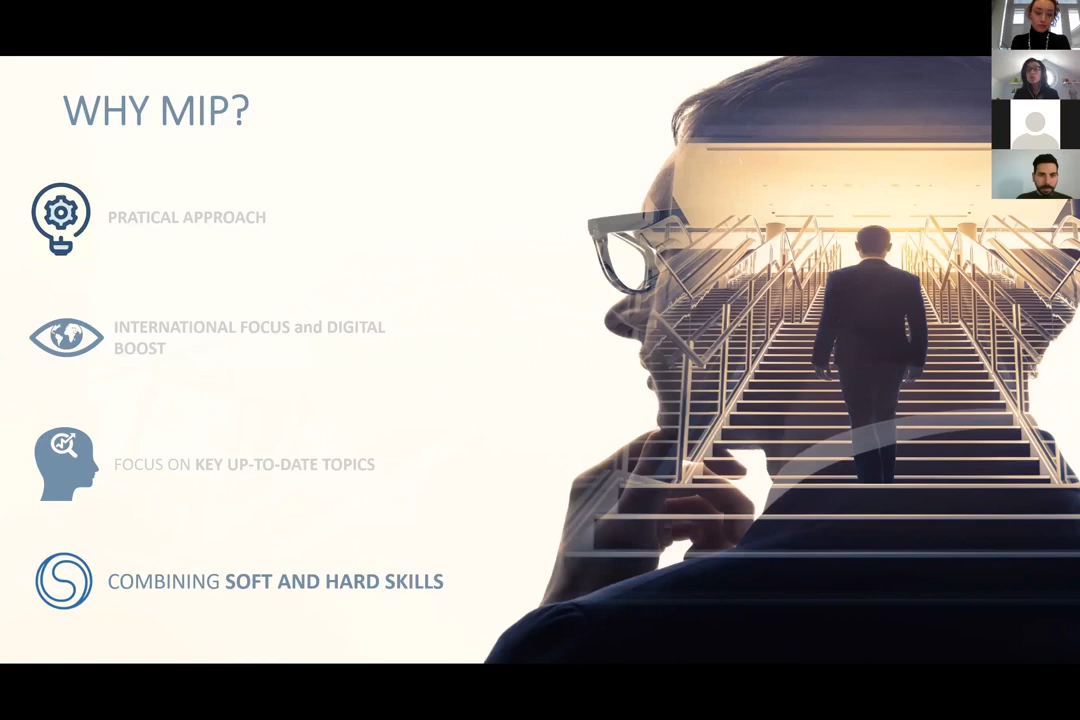 WHY MIP?
PRATICAL APPROACH
INTERNATIONAL FOCUS and DIGITAL
BOOST
FOCUS ON KEY UP-TO-DATE TOPICS
COMBINING SOFT AND HARD SKILLS